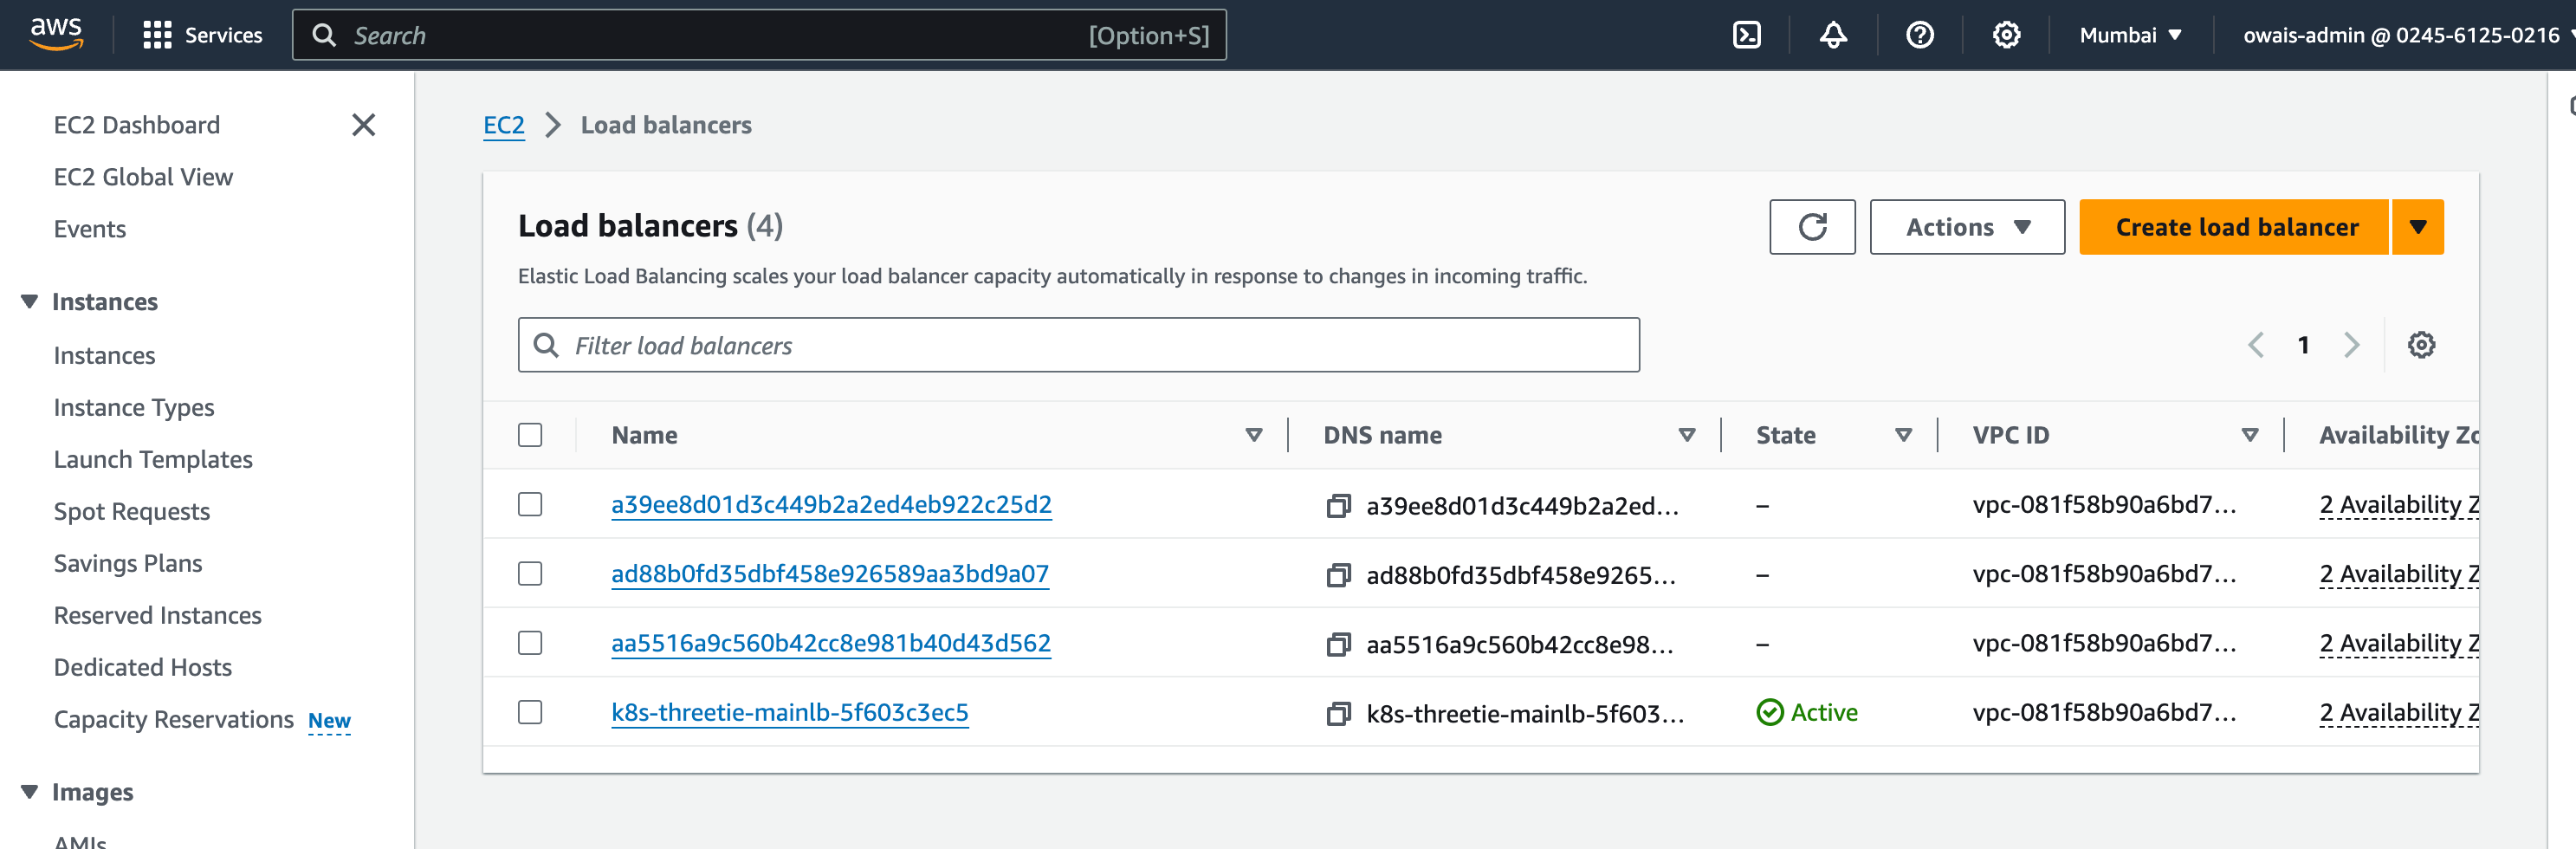 aws
Services
Search
[Option+S]
Mumbai
owais-admin @ 0245-6125-0216
EC2 Dashboard
EC2 Global View
Events
Instances
Instances
Instance Types
Launch Templates
Spot Requests
Savings Plans
Reserved Instances
Dedicated Hosts
Capacity Reservations New
Images
AMIs
EC2 > Load balancers
Load balancers (4)
Actions
Create load balancer
Elastic Load Balancing scales your load balancer capacity automatically in response to changes in incoming traffic.
Filter load balancers
1
Name DNS name State VPC ID Availability Zo
a39ee8d01d3c449b2a2ed4eb922c25d2 a39ee8d01d3c449b2a2ed... – vpc-081f58b90a6bd7... 2 Availability Z
ad88b0fd35dbf458e926589aa3bd9a07 ad88b0fd35dbf458e9265... – vpc-081f58b90a6bd7... 2 Availability Z
aa5516a9c560b42cc8e981b40d43d562 aa5516a9c560b42cc8e98... – vpc-081f58b90a6bd7... 2 Availability Z
k8s-threetie-mainlb-5f603c3ec5 k8s-threetie-mainlb-5f603... Active vpc-081f58b90a6bd7... 2 Availability Z